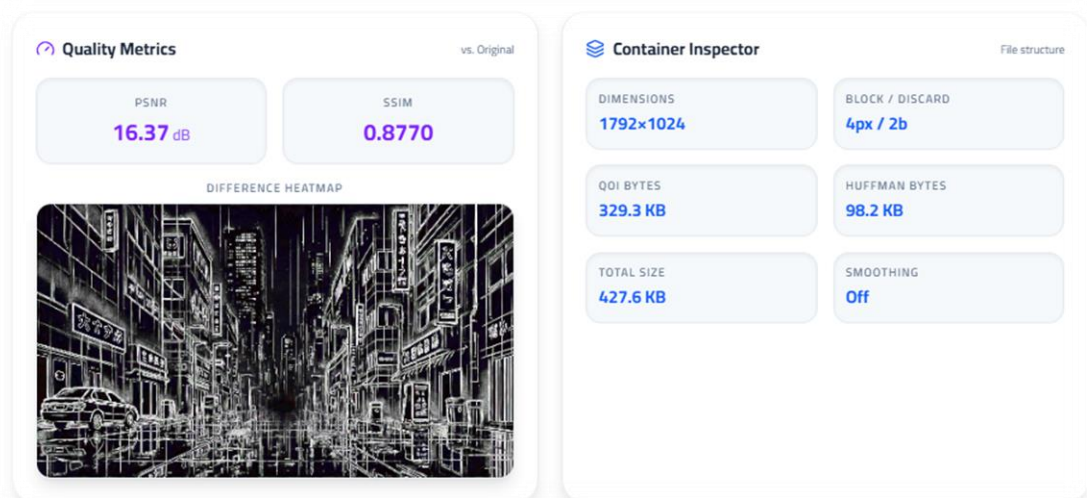 Quality Metrics
vs. Original
PSNR
16.37 dB
SSIM
0.8770
DIFFERENCE HEATMAP
Container Inspector
File structure
DIMENSIONS
1792×1024
BLOCK / DISCARD
4px / 2b
QOI BYTES
329.3 KB
HUFFMAN BYTES
98.2 KB
TOTAL SIZE
427.6 KB
SMOOTHING
Off